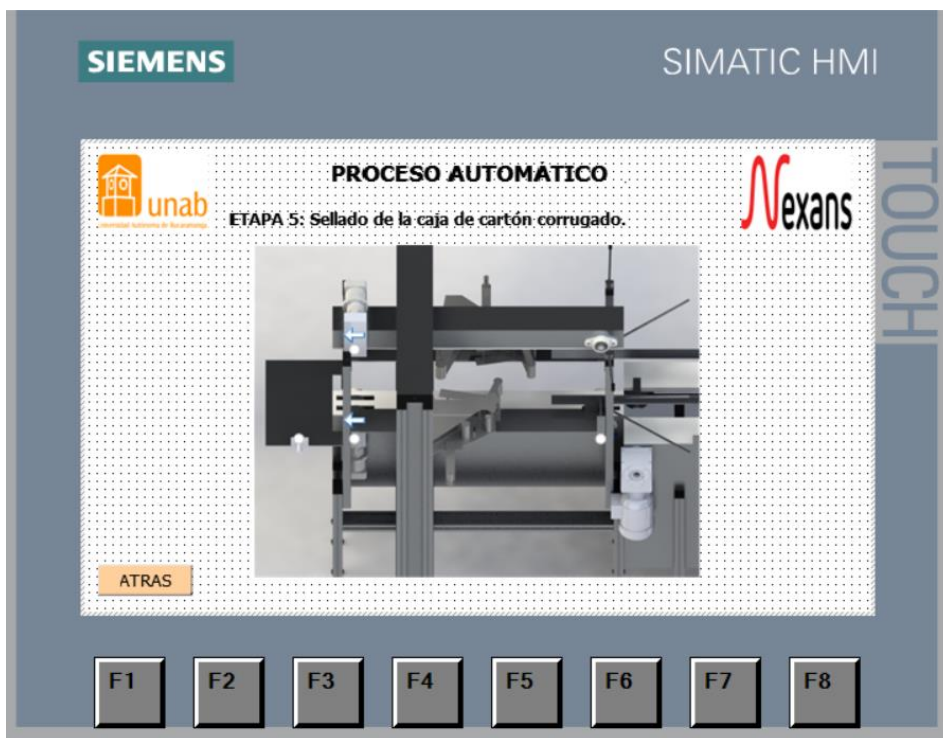 SIEMENS
SIMATIC HMI
TOUCH
PROCESO AUTOMÁTICO
unab
Nexans
ETAPA 5: Sellado de la caja de cartón corrugado.
ATRAS
F1 F2 F3 F4 F5 F6 F7 F8